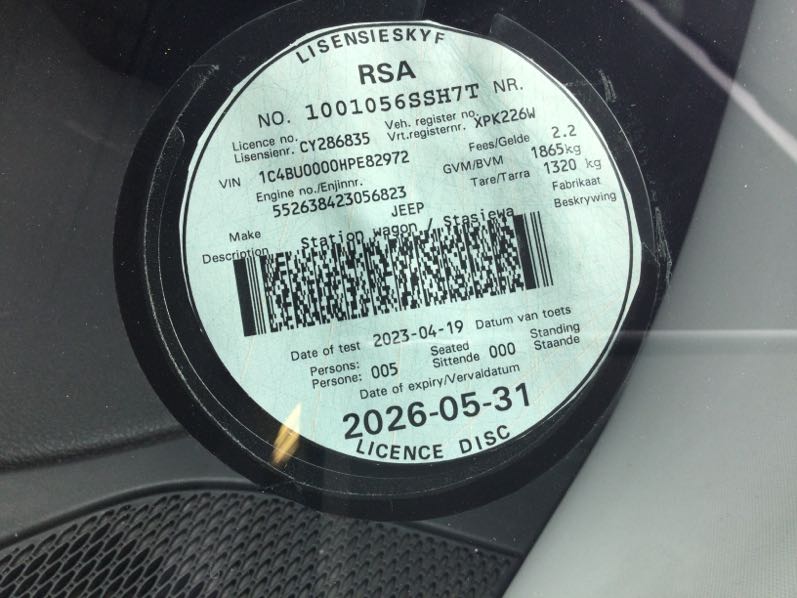 LISENSIESKYF
RSA
NO. 1001056SSH7T NR.
Licence no. Lisensienr. CY286835 Veh. register no. Vrt.registernr. XPK226W
VIN 1C4BU0000HPE82972 Fees/Gelde 2.2
Engine no./Enjinnr. 552638423056823 GVM/BVM 1865kg
Tare/Tarra 1320 kg
Make JEEP Fabrikaat
Description Station wagon / Stasiewa Beskrywing
Date of test 2023-04-19 Datum van toets
Persons: Persone: 005 Seated Sittende 000 Standing Staande
Date of expiry/Vervaldatum
2026-05-31
LICENCE DISC